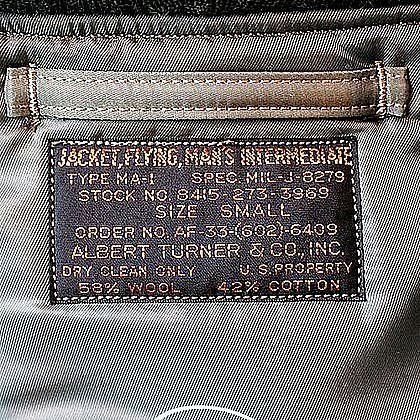 JACKET, FLYING, MAN'S INTERMEDIATE
TYPE MA-1 SPEC. MIL-J-8279
STOCK NO. 8415-273-3969
SIZE SMALL
ORDER NO. AF-33-(602)-6409
ALBERT TURNER & CO., INC.
DRY CLEAN ONLY U.S. PROPERTY
58% WOOL 42% COTTON